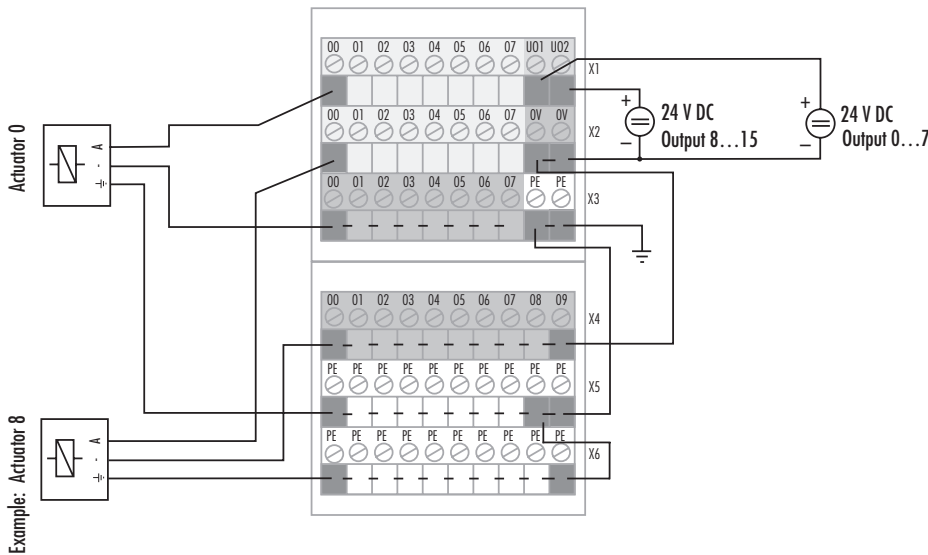 00 01 02 03 04 05 06 07 UO1 UO2
X1
00 01 02 03 04 05 06 07 0V 0V
X2
00 01 02 03 04 05 06 07 PE PE
X3
+
24 V DC
Output 8...15
–
+
24 V DC
Output 0...7
–
Actuator 0
A
-
00 01 02 03 04 05 06 07 08 09
X4
PE PE PE PE PE PE PE PE PE PE
X5
PE PE PE PE PE PE PE PE PE PE
X6
Example: Actuator 8
A
-